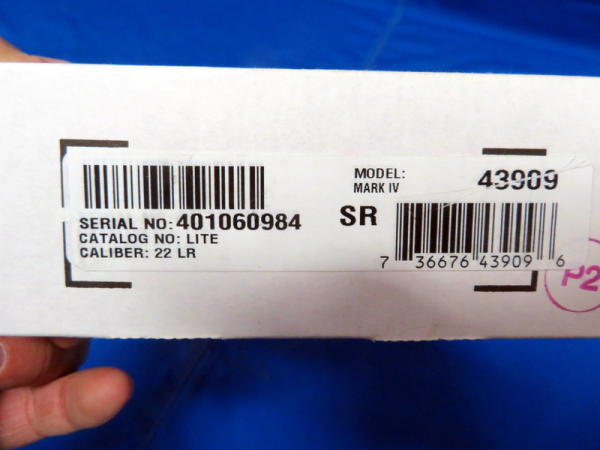 SERIAL NO: 401060984
CATALOG NO: LITE
CALIBER: 22 LR
MODEL: 43909
MARK IV
SR
7 36676 43909 6
P2